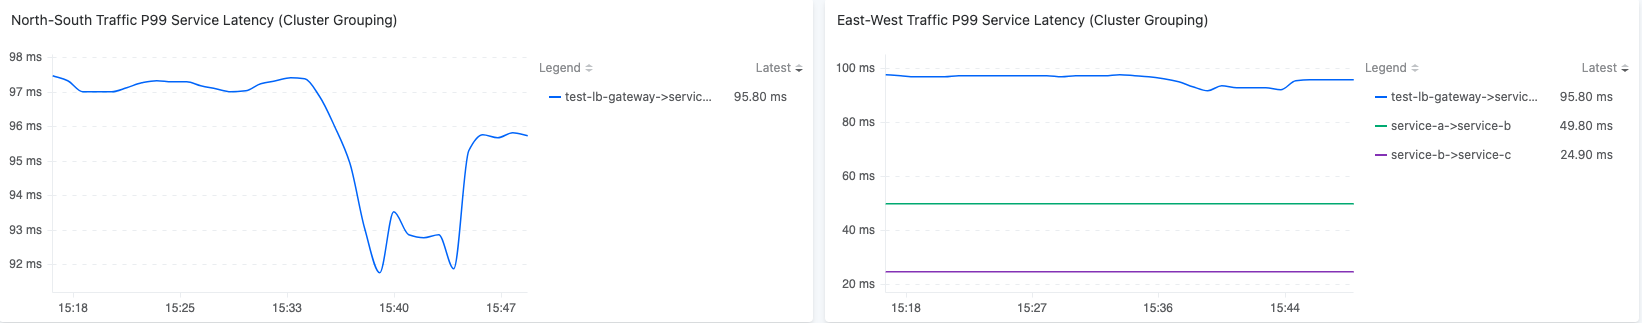 North-South Traffic P99 Service Latency (Cluster Grouping)
98 ms
97 ms
96 ms
95 ms
94 ms
93 ms
92 ms
15:18 15:25 15:33 15:40 15:47
Legend Latest
test-lb-gateway->servic... 95.80 ms
East-West Traffic P99 Service Latency (Cluster Grouping)
100 ms
80 ms
60 ms
40 ms
20 ms
15:18 15:27 15:36 15:44
Legend Latest
test-lb-gateway->servic... 95.80 ms
service-a->service-b 49.80 ms
service-b->service-c 24.90 ms